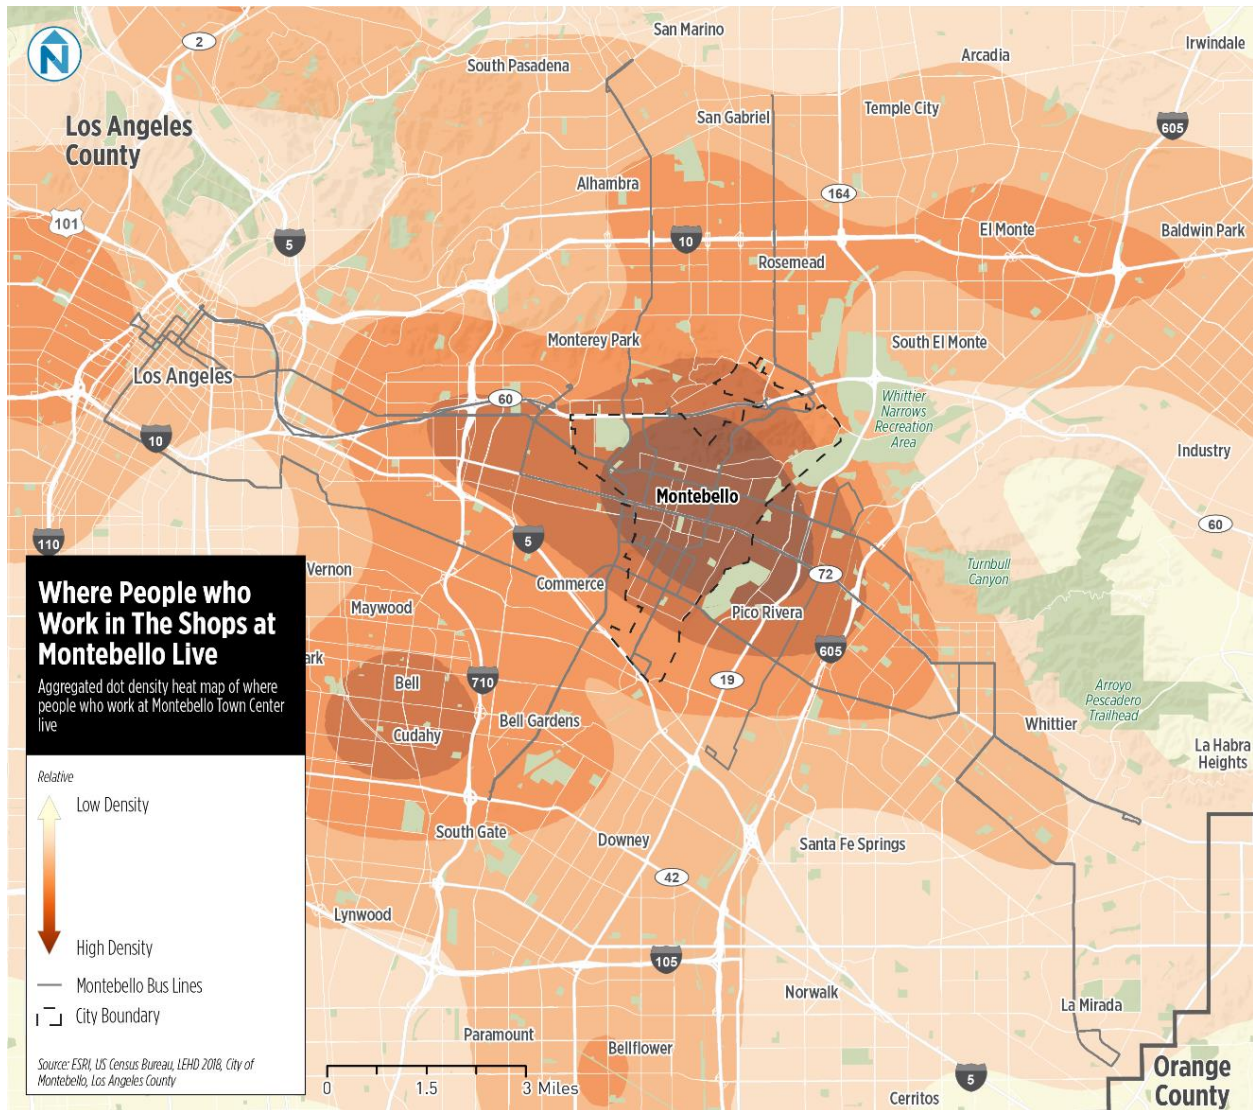 N
2
San Marino
Irwindale
Arcadia
South Pasadena
Los Angeles
County
San Gabriel
Temple City
605
Alhambra
164
101
5
10
El Monte
Baldwin Park
Rosemead
Monterey Park
South El Monte
Los Angeles
60
Whittier
Narrows
Recreation
Area
10
Industry
Montebello
60
110
5
Turnbull
Canyon
Vernon
Commerce
72
Maywood
Pico Rivera
605
ark
Bell
710
19
Arroyo
Pescadero
Trailhead
Bell Gardens
Whittier
Cudahy
La Habra
Heights
South Gate
Downey
Santa Fe Springs
42
Lynwood
105
Norwalk
La Mirada
Paramount
Bellflower
5
Orange
County
Cerritos
Where People who
Work in The Shops at
Montebello Live
Aggregated dot density heat map of where
people who work at Montebello Town Center
live
Relative
Low Density
High Density
Montebello Bus Lines
City Boundary
Source: ESRI, US Census Bureau, LEHD 2018, City of
Montebello, Los Angeles County
0 1.5 3 Miles